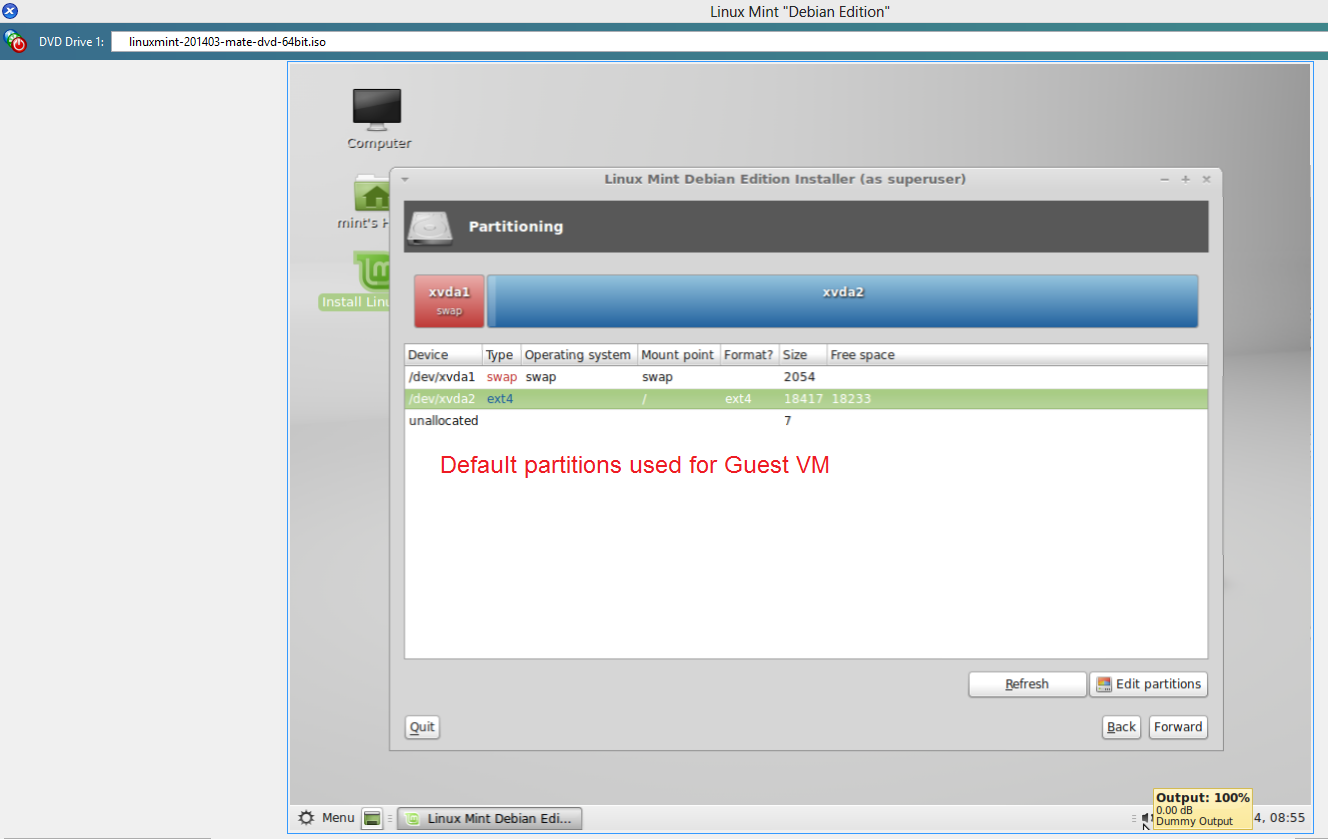 Linux Mint "Debian Edition"
DVD Drive 1: linuxmint-201403-mate-dvd-64bit.iso
Computer
mint's H
Install Linu
Linux Mint Debian Edition Installer (as superuser)
Partitioning
xvda1
swap
xvda2
Device Type Operating system Mount point Format? Size Free space
/dev/xvda1 swap swap swap 2054
/dev/xvda2 ext4 / ext4 18417 18233
unallocated 7
Default partitions used for Guest VM
Refresh Edit partitions
Quit Back Forward
Menu Linux Mint Debian Edi... 4, 08:55
Output: 100%
0.00 dB
Dummy Output